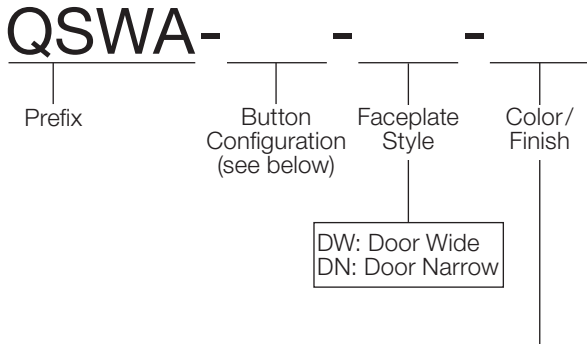 QSWA- - -
Prefix
Button
Configuration
(see below)
Faceplate
Style
Color/
Finish
DW: Door Wide
DN: Door Narrow